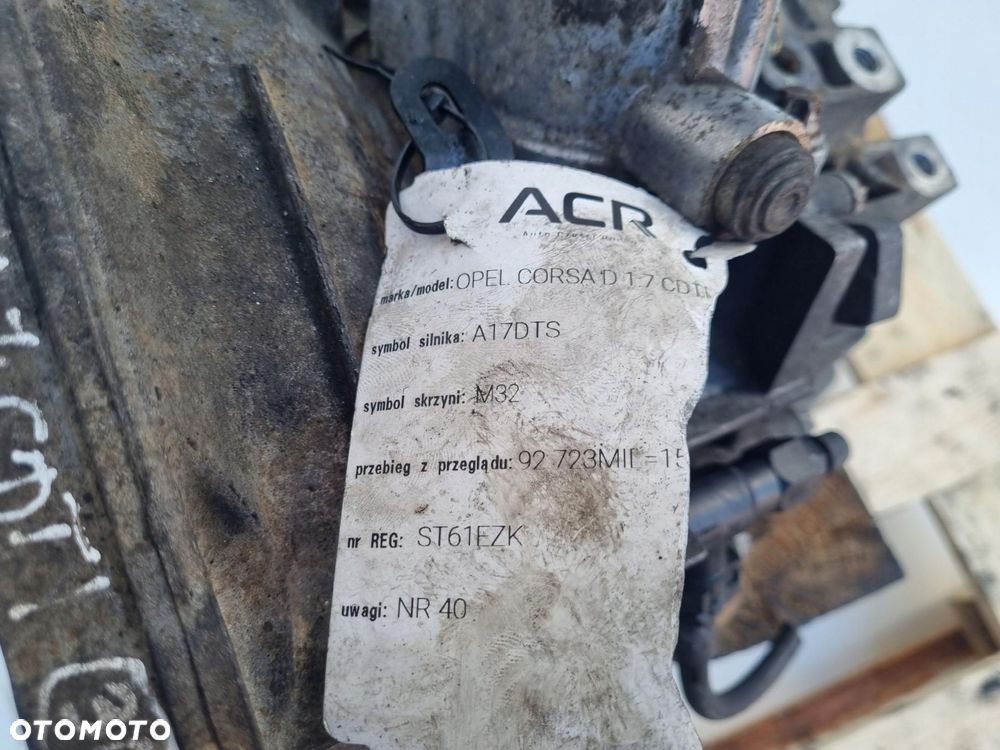 ACR
marka/model: OPEL CORSA D 1.7 CDTI
symbol silnika: A17DTS
symbol skrzyni: M32
przebieg z przeglądu: 92 723MIL=15
nr REG: ST61EZK
uwagi: NR 40
OTOMOTO